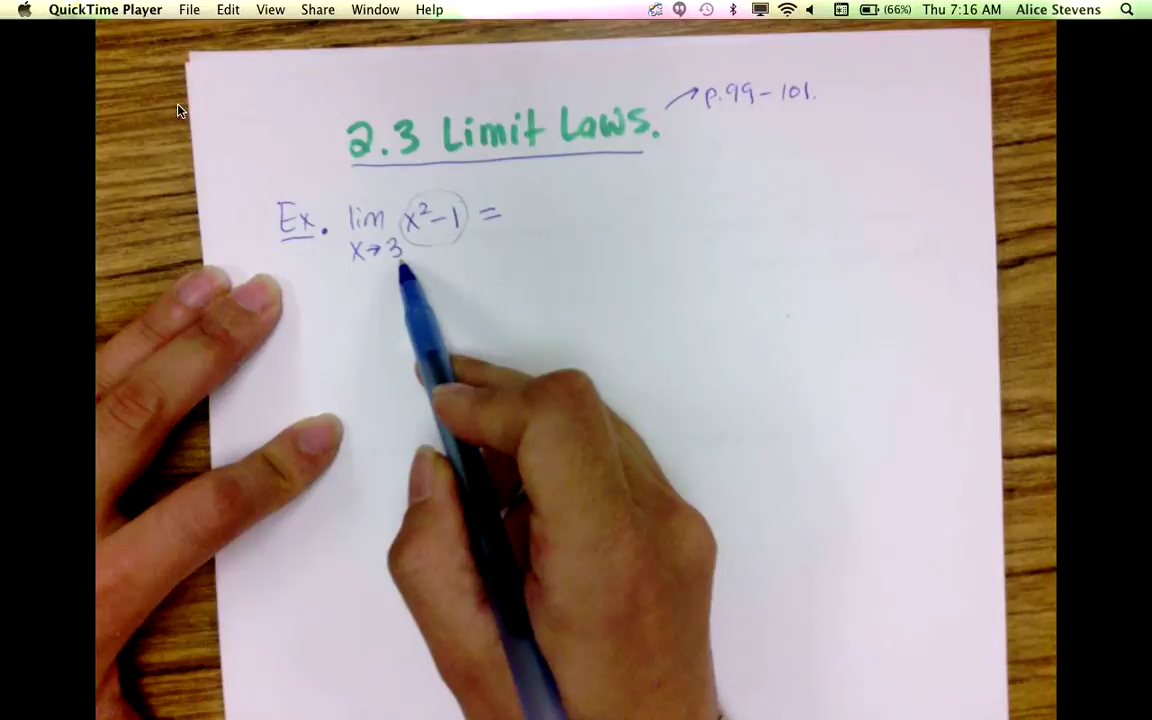 QuickTime Player File Edit View Share Window Help (66%) Thu 7:16 AM Alice Stevens
2.3 Limit Laws. → p.99-101.
Ex. lim x²-1 =
x→3